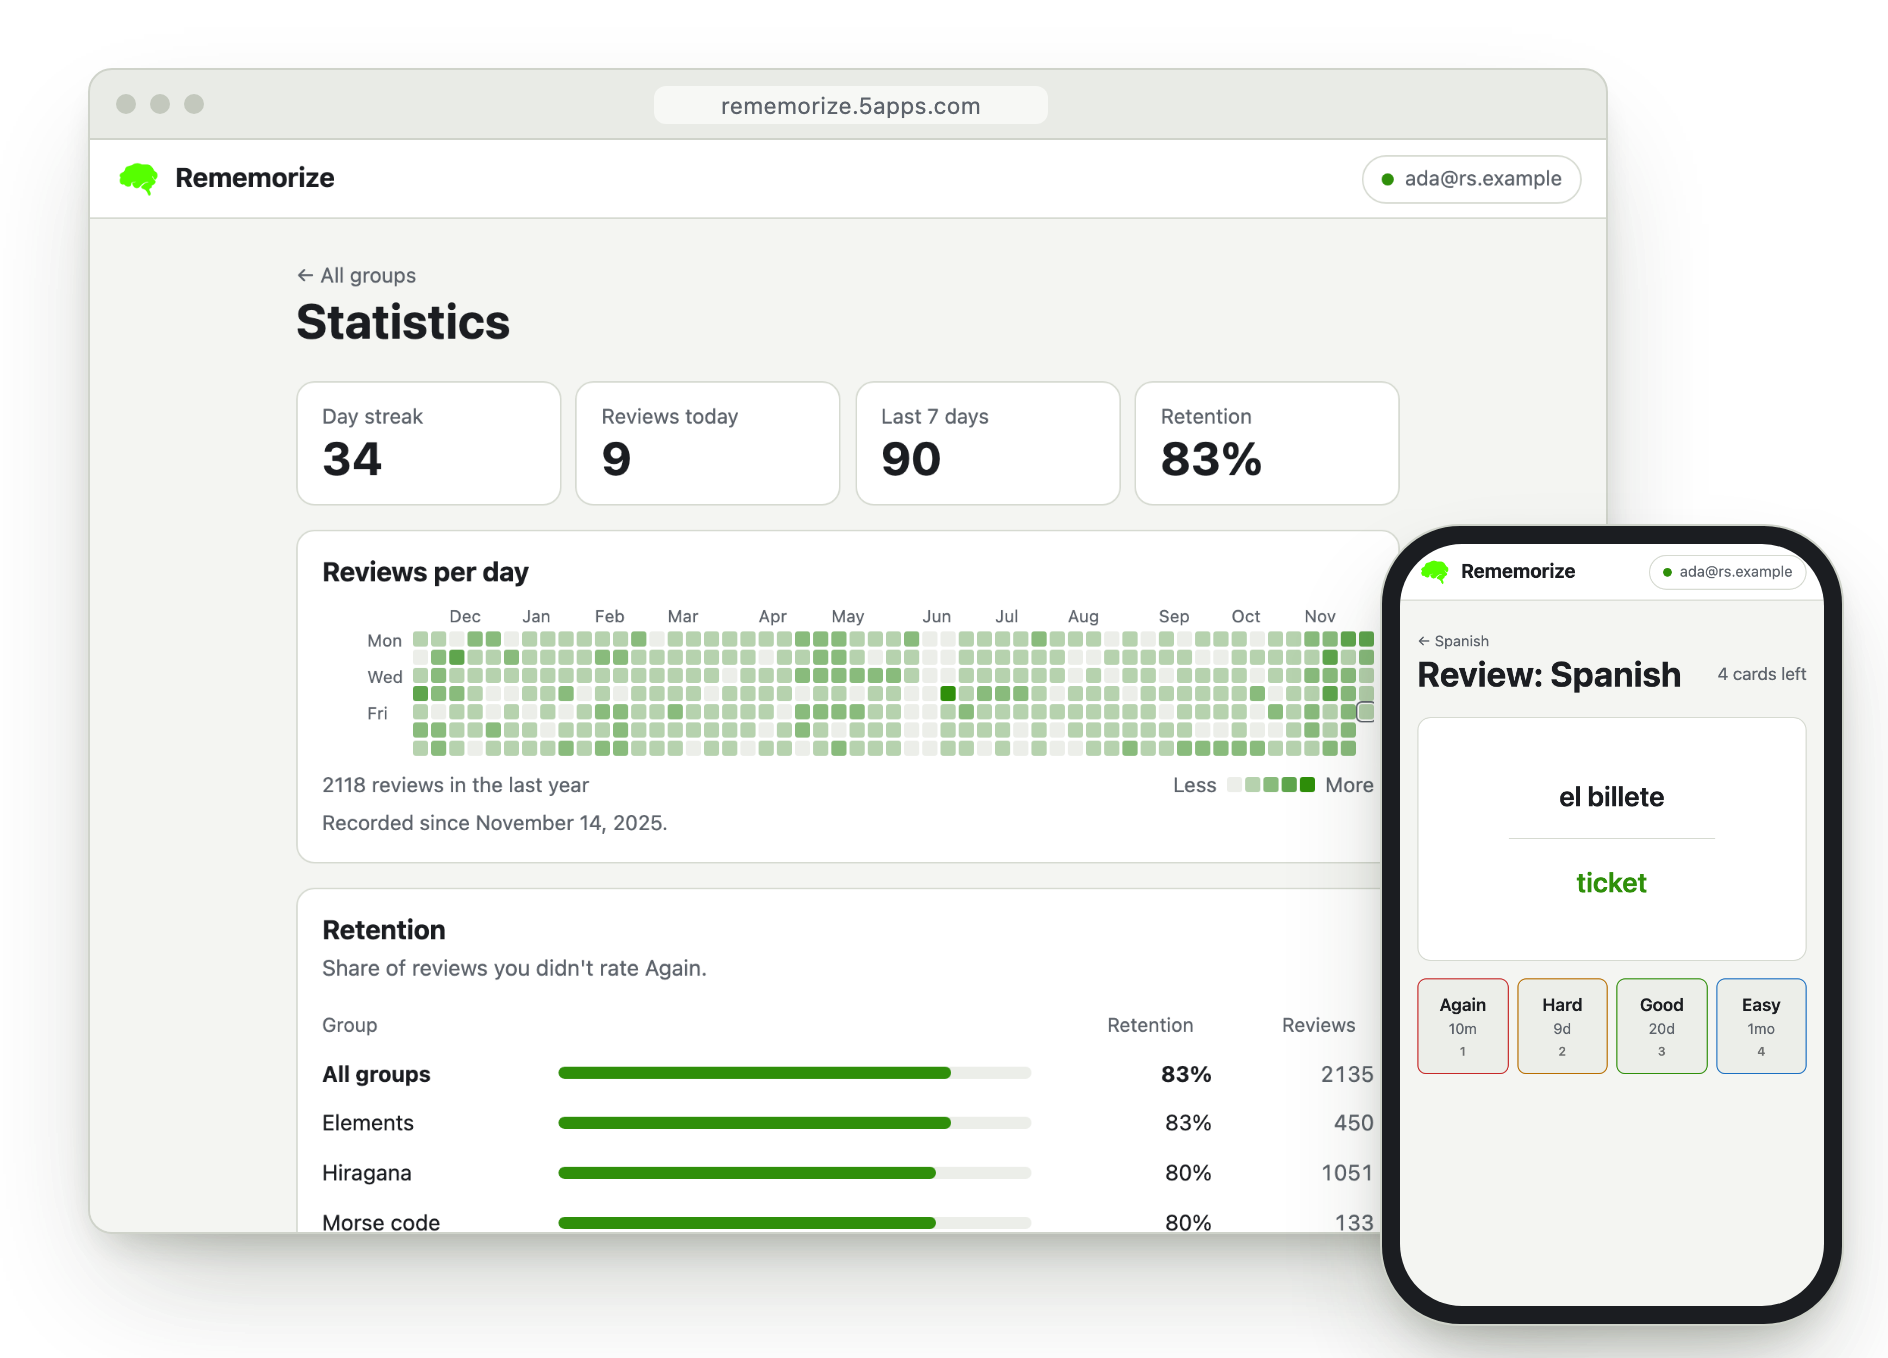 rememorize.5apps.com
Rememorize
ada@rs.example
← All groups
Statistics
Day streak
34
Reviews today
9
Last 7 days
90
Retention
83%
Reviews per day
Dec Jan Feb Mar Apr May Jun Jul Aug Sep Oct Nov
Mon
Wed
Fri
2118 reviews in the last year
Less More
Recorded since November 14, 2025.
Retention
Share of reviews you didn't rate Again.
Group Retention Reviews
All groups 83% 2135
Elements 83% 450
Hiragana 80% 1051
Morse code 80% 133
Rememorize
ada@rs.example
← Spanish
Review: Spanish
4 cards left
el billete
ticket
Again
10m
1
Hard
9d
2
Good
20d
3
Easy
1mo
4